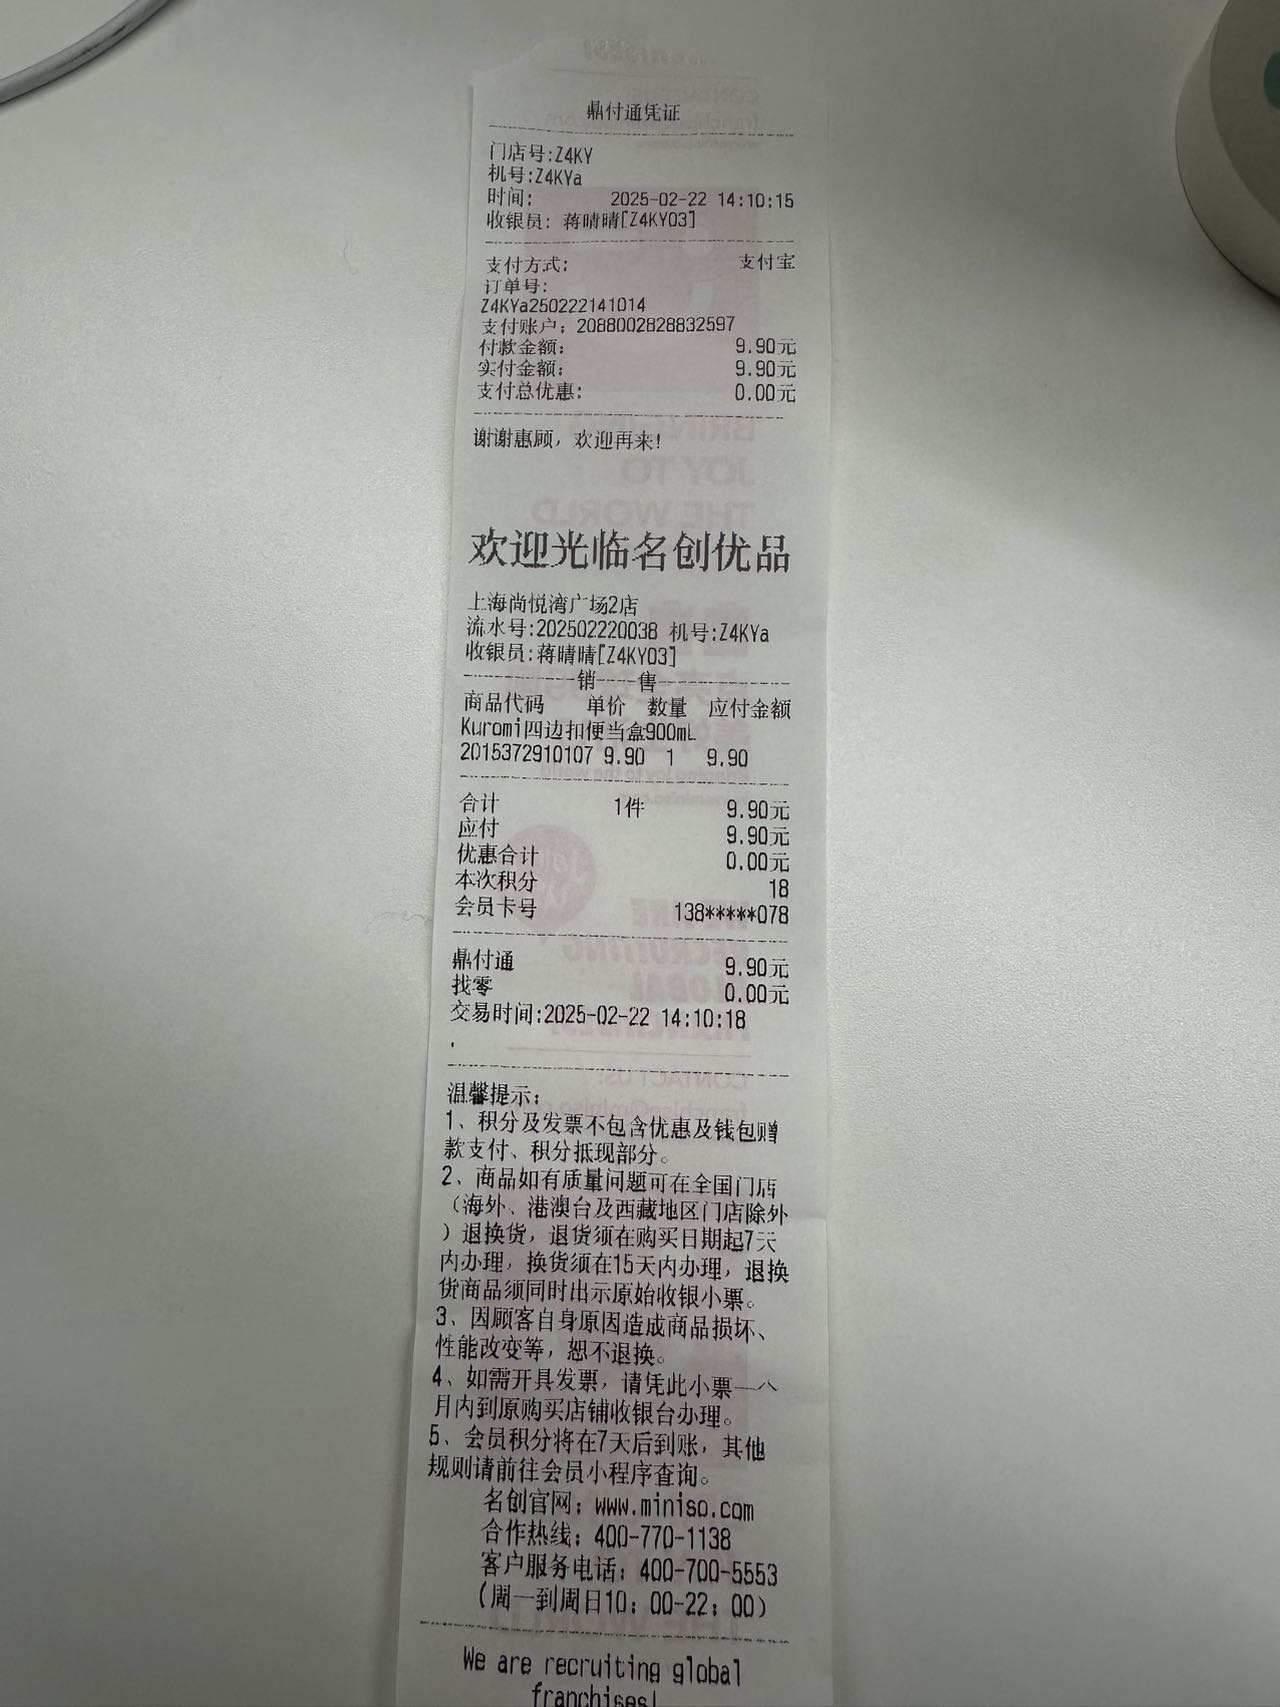 鼎付通凭证
门店号:Z4KY
机号:Z4KYa
时间: 2025-02-22 14:10:15
收银员: 蒋晴晴[Z4KY03]
支付方式: 支付宝
订单号:
Z4KYa250222141014
支付账户: 2088002828832597
付款金额: 9.90元
实付金额: 9.90元
支付总优惠: 0.00元
谢谢惠顾, 欢迎再来!
欢迎光临名创优品
上海尚悦湾广场2店
流水号:202502220038 机号:Z4KYa
收银员:蒋晴晴[Z4KY03]
销----售
商品代码 单价 数量 应付金额
Kuromi四边扣便当盒900mL
2015372910107 9.90 1 9.90
合计 1件 9.90元
应付 9.90元
优惠合计 0.00元
本次积分 18
会员卡号 138*****078
鼎付通 9.90元
找零 0.00元
交易时间:2025-02-22 14:10:18
.
温馨提示:
1、积分及发票不包含优惠及钱包赠
款支付、积分抵现部分。
2、商品如有质量问题可在全国门店
(海外、港澳台及西藏地区门店除外
)退换货, 退货须在购买日期起7天
内办理, 换货须在15天内办理, 退换
货商品须同时出示原始收银小票。
3、因顾客自身原因造成商品损坏、
性能改变等, 恕不退换。
4、如需开具发票, 请凭此小票一个
月内到原购买店铺收银台办理。
5、会员积分将在7天后到账, 其他
规则请前往会员小程序查询。
名创官网: www.miniso.com
合作热线: 400-770-1138
客户服务电话: 400-700-5553
(周一到周日10: 00-22: 00)
We are recruiting global
franchises!